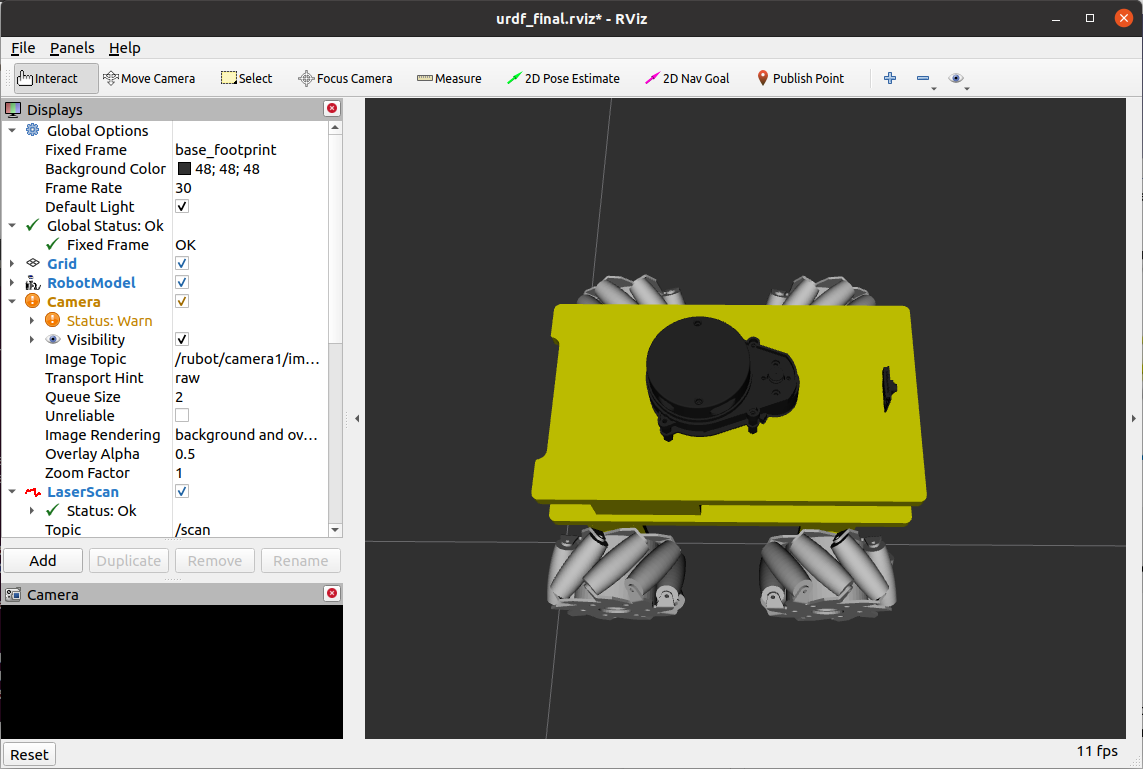 urdf_final.rviz* - RViz
File Panels Help
Interact Move Camera Select Focus Camera Measure 2D Pose Estimate 2D Nav Goal Publish Point
Displays
Global Options
Fixed Frame base_footprint
Background Color 48; 48; 48
Frame Rate 30
Default Light
Global Status: Ok
Fixed Frame OK
Grid
RobotModel
Camera
Status: Warn
Visibility
Image Topic /rubot/camera1/im...
Transport Hint raw
Queue Size 2
Unreliable
Image Rendering background and ov...
Overlay Alpha 0.5
Zoom Factor 1
LaserScan
Status: Ok
Topic /scan
Add Duplicate Remove Rename
Camera
Reset 11 fps